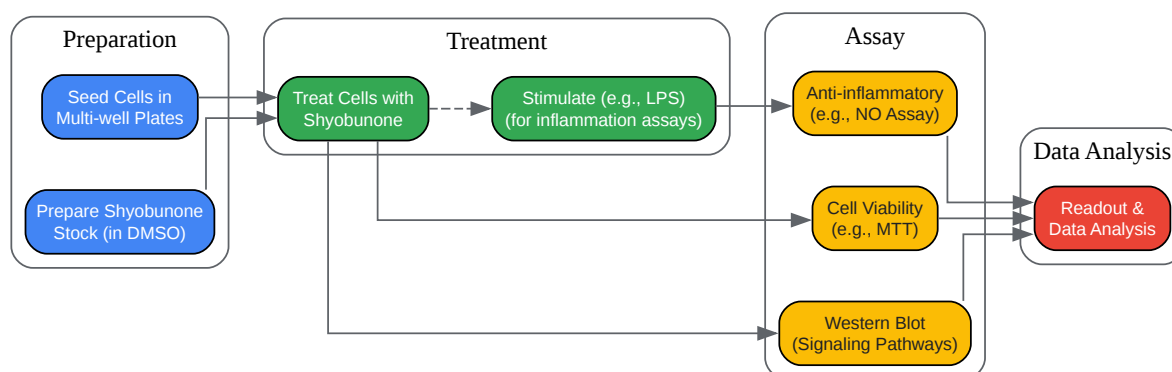 Preparation
Seed Cells in
Multi-well Plates
Prepare Shyobunone
Stock (in DMSO)
Treatment
Treat Cells with
Shyobunone
Stimulate (e.g., LPS)
(for inflammation assays)
Assay
Anti-inflammatory
(e.g., NO Assay)
Cell Viability
(e.g., MTT)
Western Blot
(Signaling Pathways)
Data Analysis
Readout &
Data Analysis